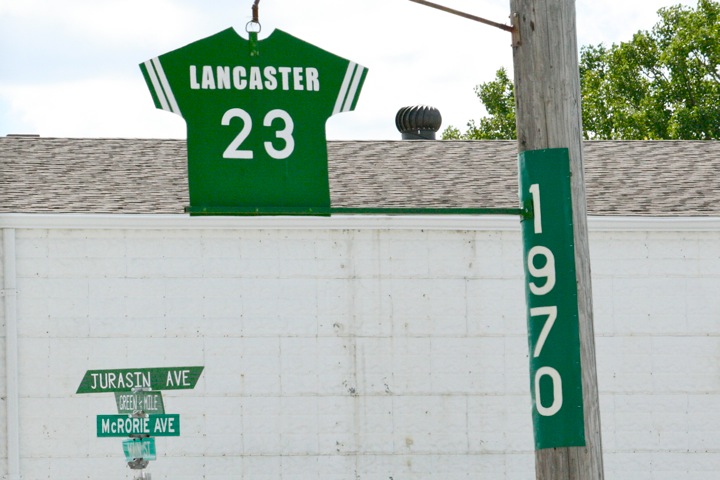 LANCASTER
23
1970
JURASIN AVE
GREEN MILE
McRORIE AVE